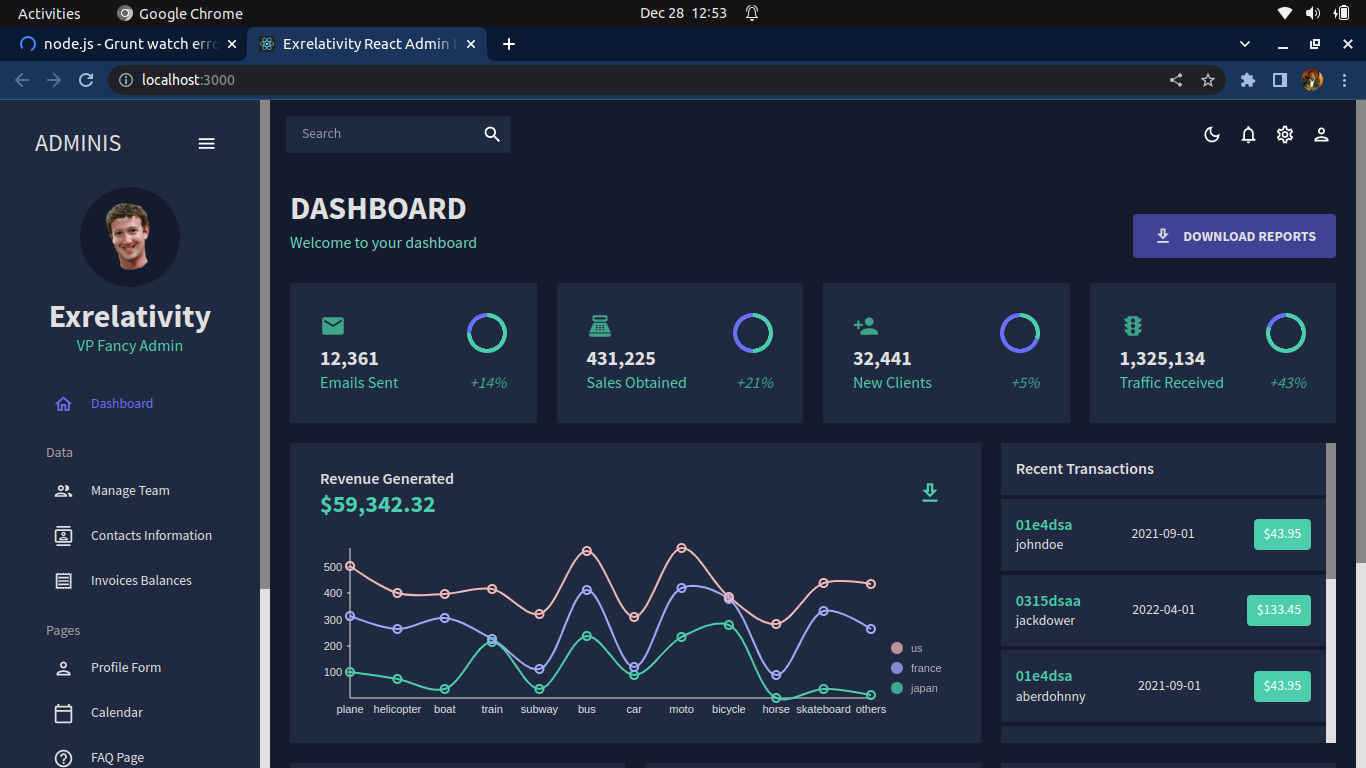 Activities
Google Chrome
Dec 28 12:53
node.js - Grunt watch erro
Exrelativity React Admin D
localhost:3000
ADMINIS
Search
Exrelativity
VP Fancy Admin
Dashboard
Data
Manage Team
Contacts Information
Invoices Balances
Pages
Profile Form
Calendar
FAQ Page
DASHBOARD
Welcome to your dashboard
DOWNLOAD REPORTS
12,361
Emails Sent
+14%
431,225
Sales Obtained
+21%
32,441
New Clients
+5%
1,325,134
Traffic Received
+43%
Revenue Generated
$59,342.32
500
400
300
200
100
plane helicopter boat train subway bus car moto bicycle horse skateboard others
us
france
japan
Recent Transactions
01e4dsa
johndoe
2021-09-01
$43.95
0315dsaa
jackdower
2022-04-01
$133.45
01e4dsa
aberdohnny
2021-09-01
$43.95